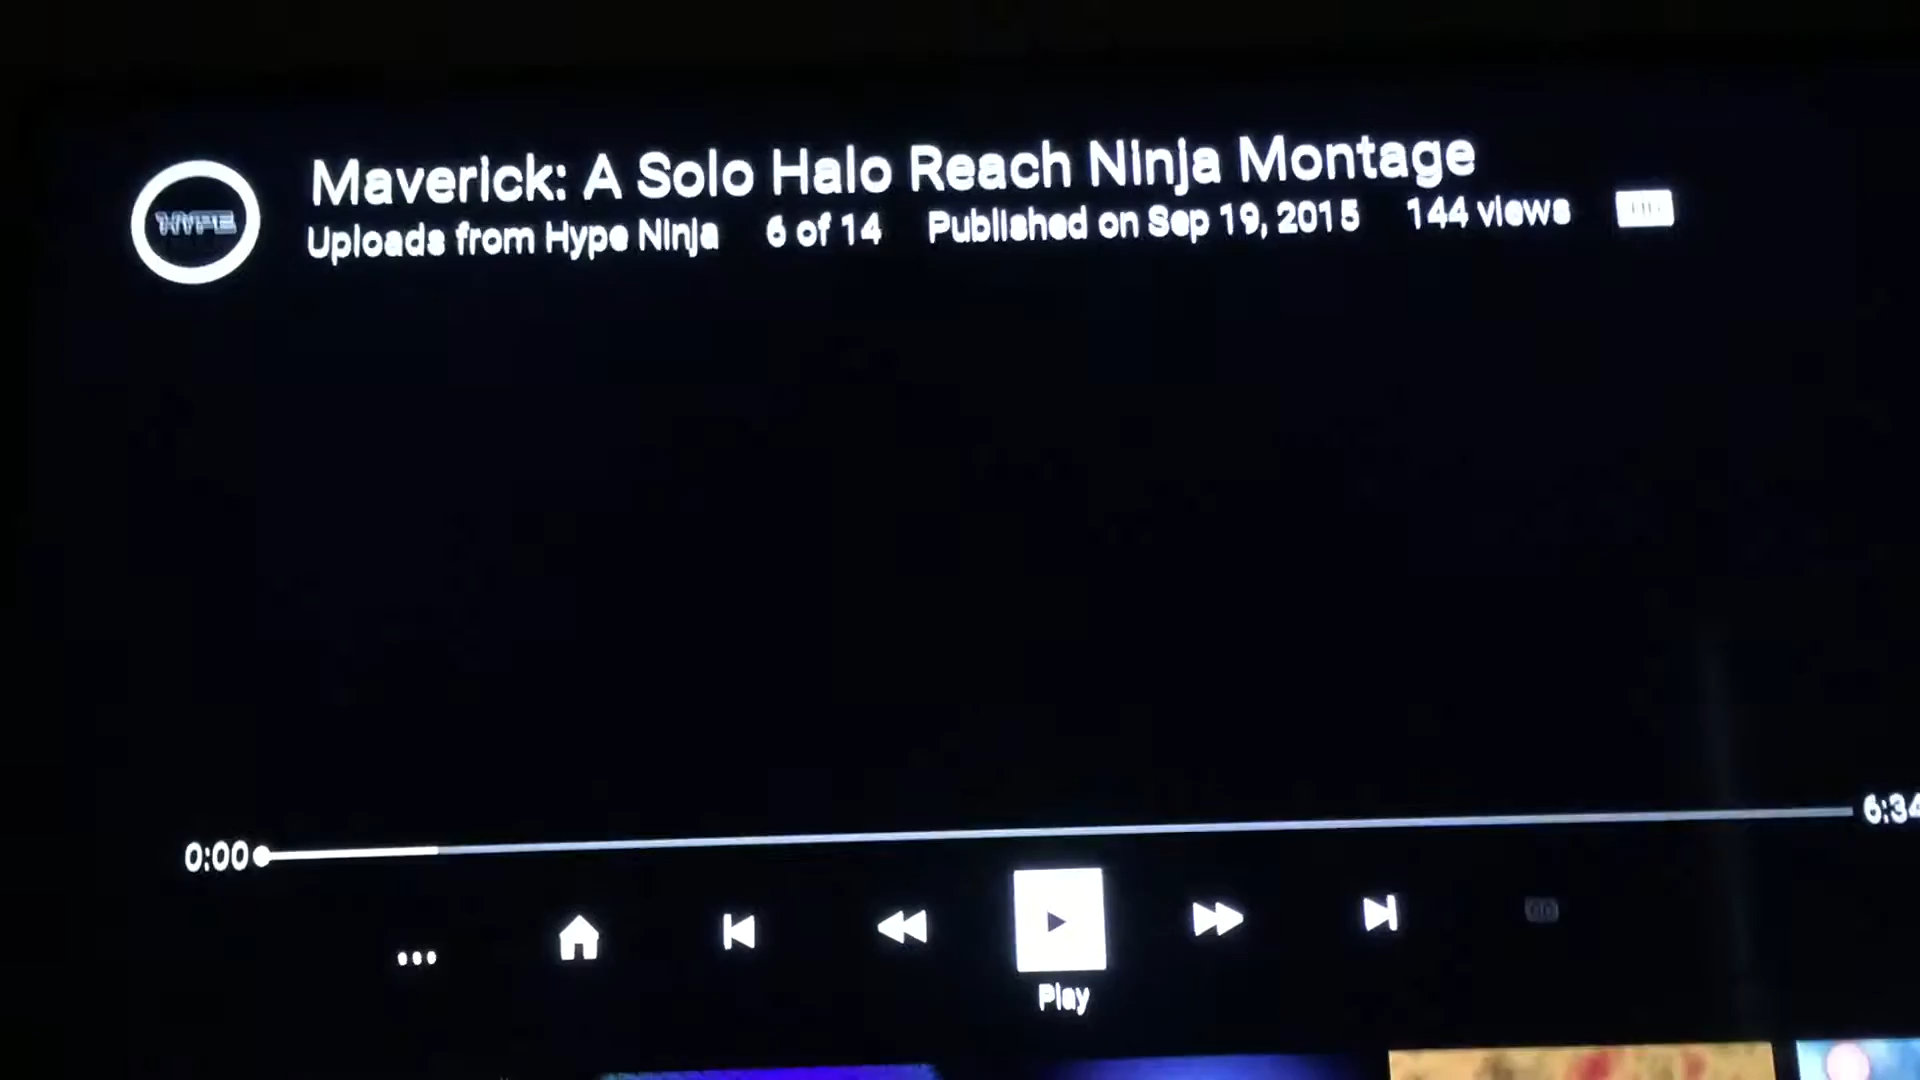 Maverick: A Solo Halo Reach Ninja Montage
HYPE
Uploads from Hype Ninja 6 of 14 Published on Sep 19, 2015 144 views
0:00 6:34
Play